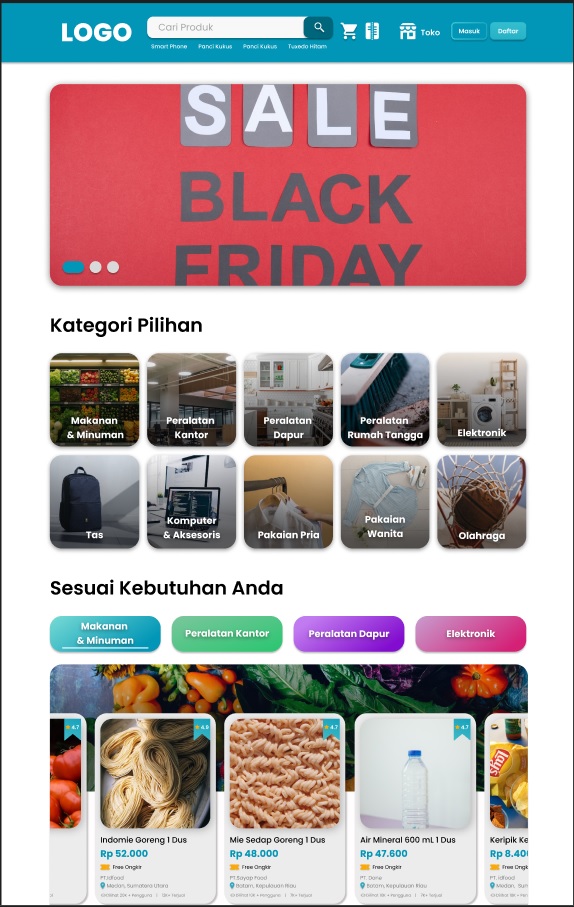 LOGO
Cari Produk
Toko
Masuk
Daftar
Smart Phone
Panci Kukus
Panci Kukus
Tuxedo Hitam
SALE
BLACK
FRIDAY
Kategori Pilihan
Makanan
& Minuman
Peralatan
Kantor
Peralatan
Dapur
Peralatan
Rumah Tangga
Elektronik
Tas
Komputer
& Aksesoris
Pakaian Pria
Pakaian
Wanita
Olahraga
Sesuai Kebutuhan Anda
Makanan
& Minuman
Peralatan Kantor
Peralatan Dapur
Elektronik
4.7
4.9
4.7
4.7
Indomie Goreng 1 Dus
Rp 52.000
Free Ongkir
PT.Idfood
Medan, Sumatera Utara
Mie Sedap Goreng 1 Dus
Rp 48.000
Free Ongkir
PT.Sayap Food
Batam, Kepulauan Riau
Air Mineral 600 mL 1 Dus
Rp 47.600
Free Ongkir
Batam, Kepulauan Riau
Keripik Ke
Rp 8.400
Free Ongkir
PT. Idfood
Medan, Sum